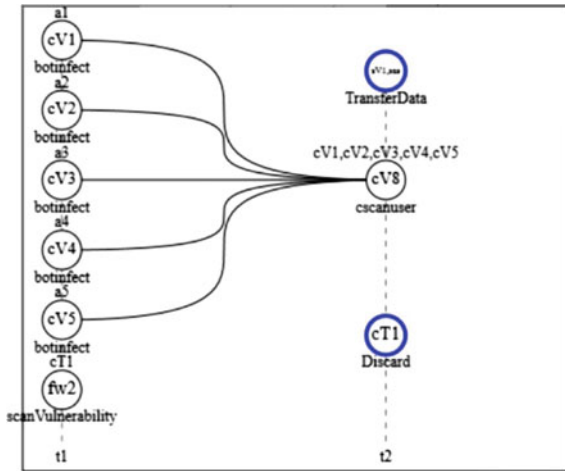 a1
cV1
botinfect
a2
cV2
botinfect
a3
cV3
botinfect
a4
cV4
botinfect
a5
cV5
botinfect
cT1
fw2
scanVulnerability
t1
TransferData
cV1,cV2,cV3,cV4,cV5
cV8
cscanuser
cT1
Discard
t2